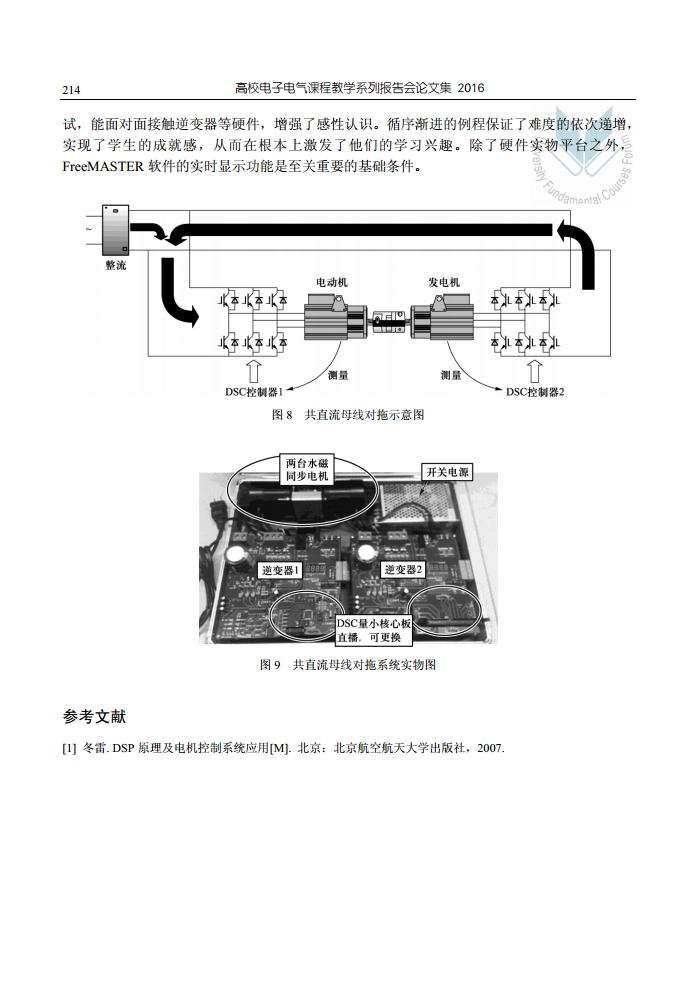 214
高校电子电气课程教学系列报告会论文集 2016
试，能面对面接触逆变器等硬件，增强了感性认识。循序渐进的例程保证了难度的依次递增，
实现了学生的成就感，从而在根本上激发了他们的学习兴趣。除了硬件实物平台之外，
FreeMASTER 软件的实时显示功能是至关重要的基础条件。
University Fundamental Courses Forum
~
整流
电动机
发电机
测量
测量
DSC控制器1
DSC控制器2
图 8 共直流母线对拖示意图
两台水磁
同步电机
开关电源
逆变器1
逆变器2
DSC量小核心板
直播，可更换
图 9 共直流母线对拖系统实物图
参考文献
[1] 冬雷. DSP 原理及电机控制系统应用[M]. 北京：北京航空航天大学出版社，2007.